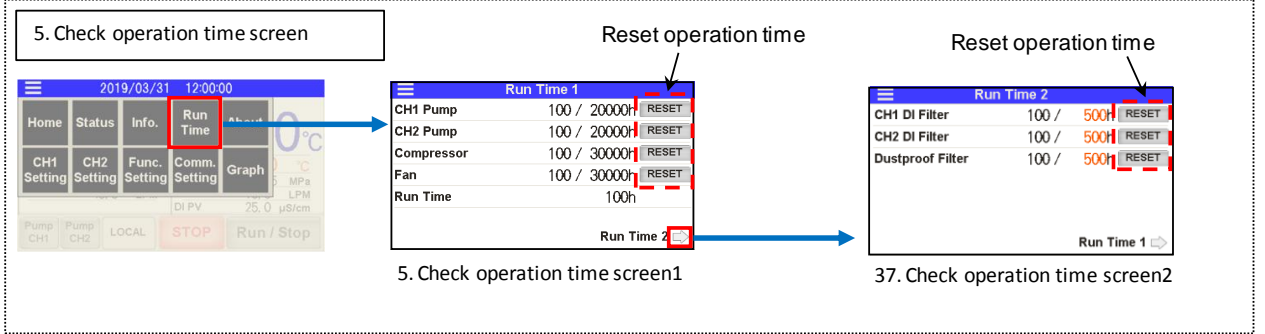 5. Check operation time screen
Reset operation time
Reset operation time
2019/03/31 12:00:00
Home Status Info. Run Time About
°C
CH1 Setting CH2 Setting Func. Setting Comm. Setting Graph
°C
MPa
LPM
DI PV 25.0 μS/cm
Pump CH1 Pump CH2 LOCAL STOP Run / Stop
Run Time 1
CH1 Pump 100 / 20000h RESET
CH2 Pump 100 / 20000h RESET
Compressor 100 / 30000h RESET
Fan 100 / 30000h RESET
Run Time 100h
Run Time 2
5. Check operation time screen1
Run Time 2
CH1 DI Filter 100 / 500h RESET
CH2 DI Filter 100 / 500h RESET
Dustproof Filter 100 / 500h RESET
Run Time 1
37. Check operation time screen2